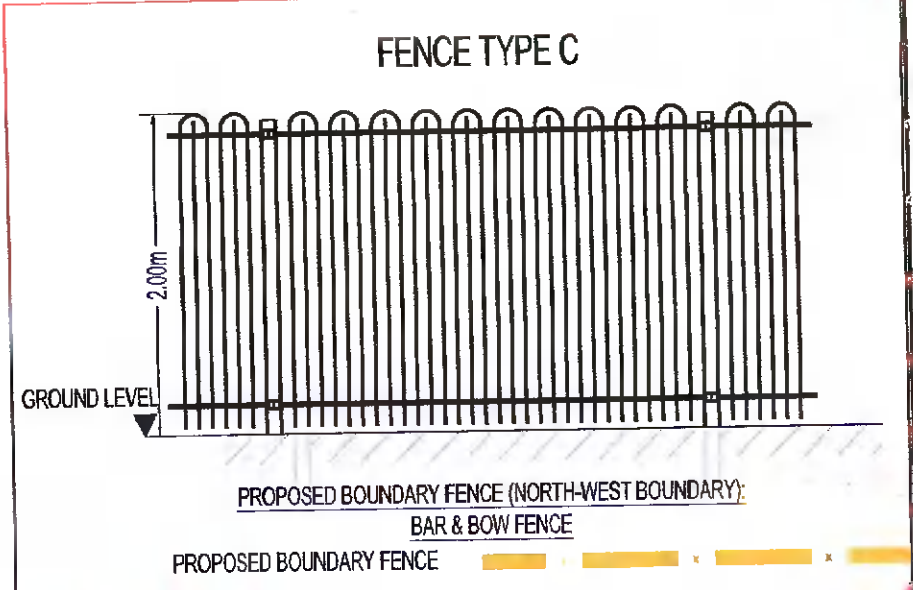 FENCE TYPE C
2.00m
GROUND LEVEL
PROPOSED BOUNDARY FENCE (NORTH-WEST BOUNDARY):
BAR & BOW FENCE
PROPOSED BOUNDARY FENCE x x x